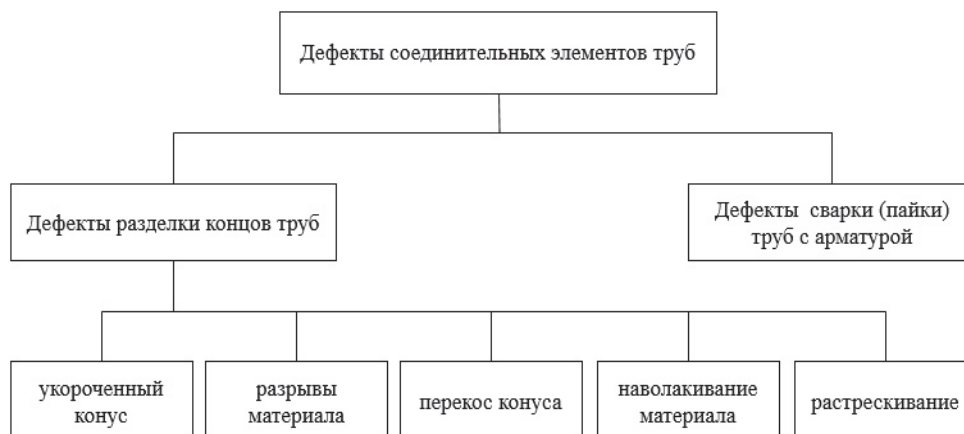 Дефекты соединительных элементов труб
Дефекты разделки концов труб
Дефекты сварки (пайки)
труб с арматурой
укороченный
конус
разрывы
материала
перекос конуса
наволакивание
материала
растрескивание